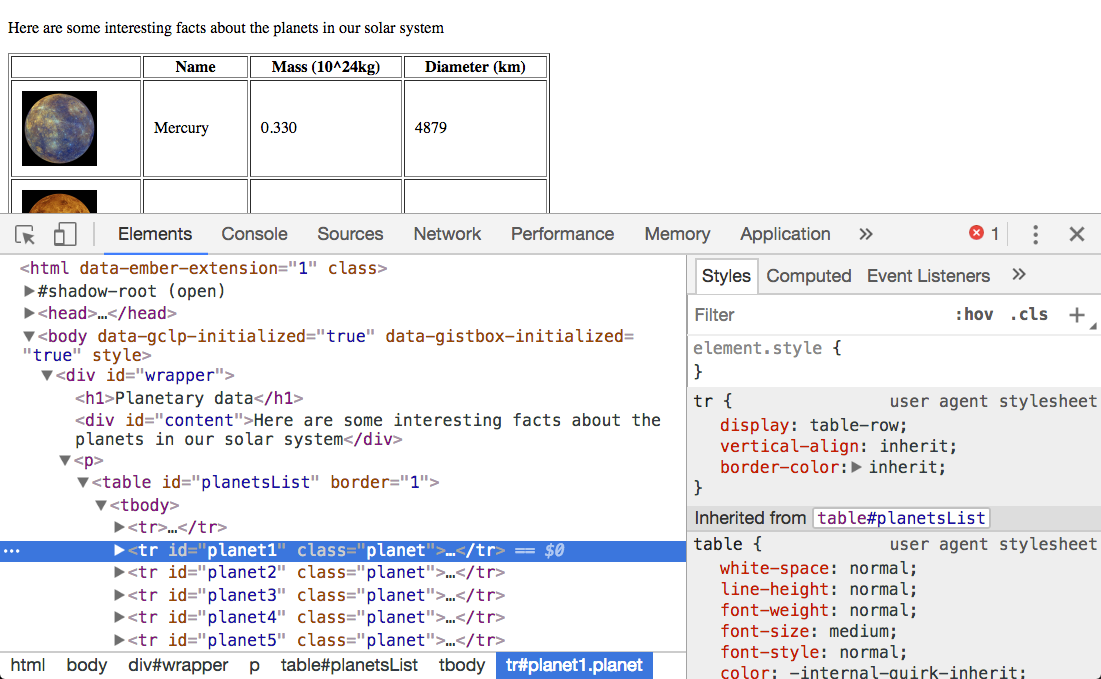 Here are some interesting facts about the planets in our solar system
Name Mass (10^24kg) Diameter (km)
Mercury 0.330 4879
Elements Console Sources Network Performance Memory Application » 1
<html data-ember-extension="1" class>
▶#shadow-root (open)
▶<head>…</head>
▼<body data-gclp-initialized="true" data-gistbox-initialized=
"true" style>
▼<div id="wrapper">
<h1>Planetary data</h1>
<div id="content">Here are some interesting facts about the
planets in our solar system</div>
▼<p>
▼<table id="planetsList" border="1">
▼<tbody>
▶<tr>…</tr>
… ▶<tr id="planet1" class="planet">…</tr> == $0
▶<tr id="planet2" class="planet">…</tr>
▶<tr id="planet3" class="planet">…</tr>
▶<tr id="planet4" class="planet">…</tr>
▶<tr id="planet5" class="planet">…</tr>
html body div#wrapper p table#planetsList tbody tr#planet1.planet
Styles Computed Event Listeners »
Filter :hov .cls +
element.style {
}
tr { user agent stylesheet
display: table-row;
vertical-align: inherit;
border-color:▶ inherit;
}
Inherited from table#planetsList
table { user agent stylesheet
white-space: normal;
line-height: normal;
font-weight: normal;
font-size: medium;
font-style: normal;
color: -internal-quirk-inherit;